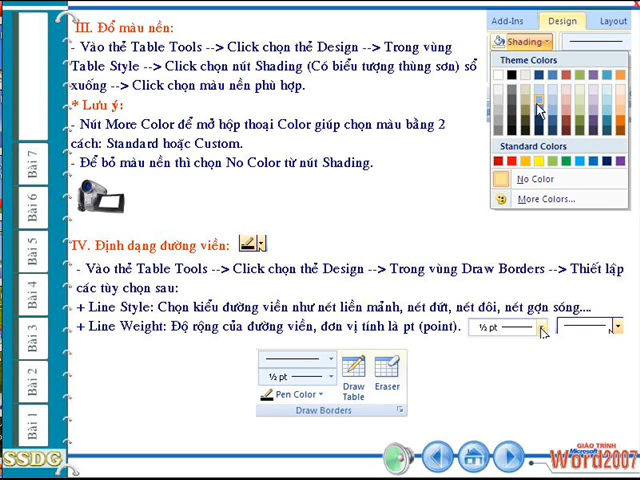 III. Đổ màu nền:
- Vào thẻ Table Tools --> Click chọn thẻ Design --> Trong vùng
Table Style --> Click chọn nút Shading (Có biểu tượng thùng sơn) sổ
xuống --> Click chọn màu nền phù hợp.
* Lưu ý:
- Nút More Color để mở hộp thoại Color giúp chọn màu bằng 2
cách: Standard hoặc Custom.
- Để bỏ màu nền thì chọn No Color từ nút Shading.
Add-Ins Design Layout
Shading
Theme Colors
Standard Colors
No Color
More Colors...
IV. Định dạng đường viền:
- Vào thẻ Table Tools --> Click chọn thẻ Design --> Trong vùng Draw Borders --> Thiết lập
các tùy chọn sau:
+ Line Style: Chọn kiểu đường viền như nét liền mảnh, nét đứt, nét đôi, nét gợn sóng....
+ Line Weight: Độ rộng của đường viền, đơn vị tính là pt (point).
½ pt
½ pt
Pen Color
Draw Table
Eraser
Draw Borders
Bài 7
Bài 6
Bài 5
Bài 4
Bài 3
Bài 2
Bài 1
SSDG
GIÁO TRÌNH
Microsoft
Word2007